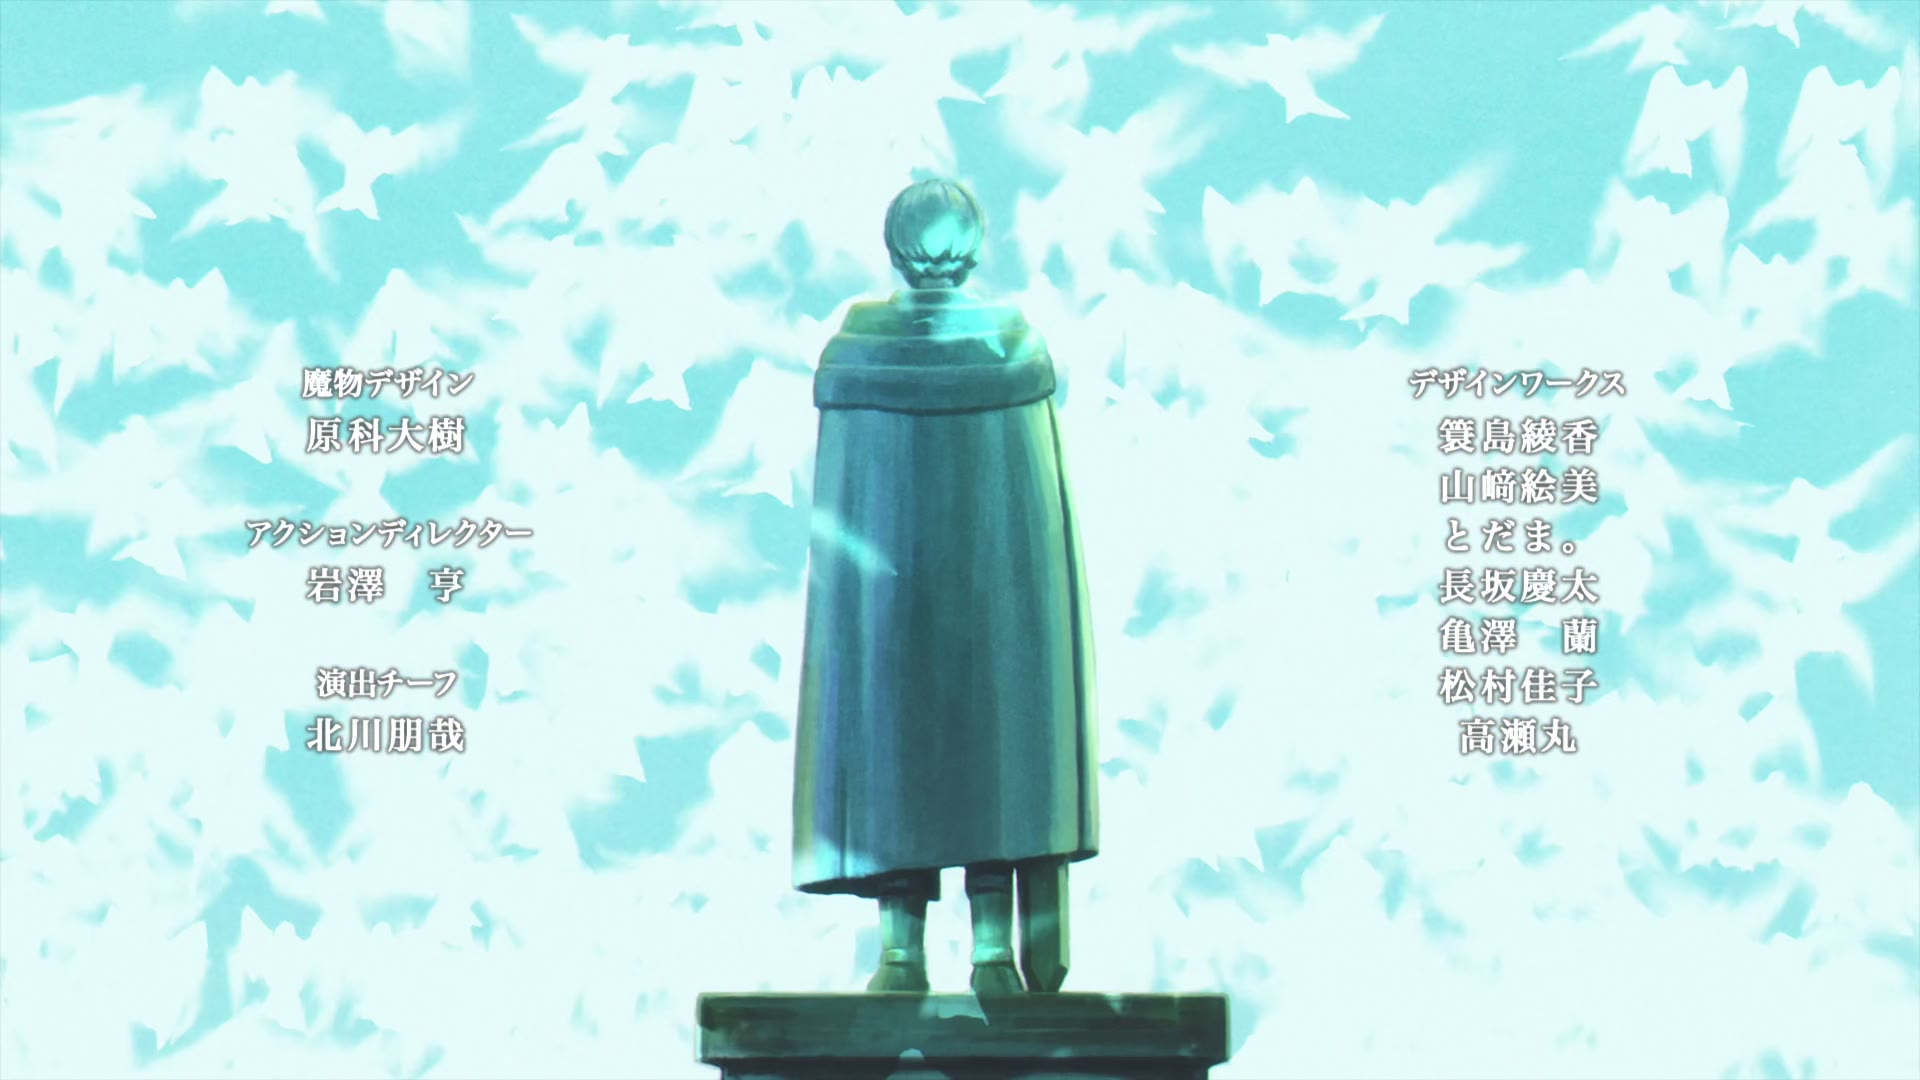 魔物デザイン
原科大樹
アクションディレクター
岩澤　亨
演出チーフ
北川朋哉
デザインワークス
簑島綾香
山﨑絵美
とだま。
長坂慶太
亀澤　蘭
松村佳子
高瀬丸